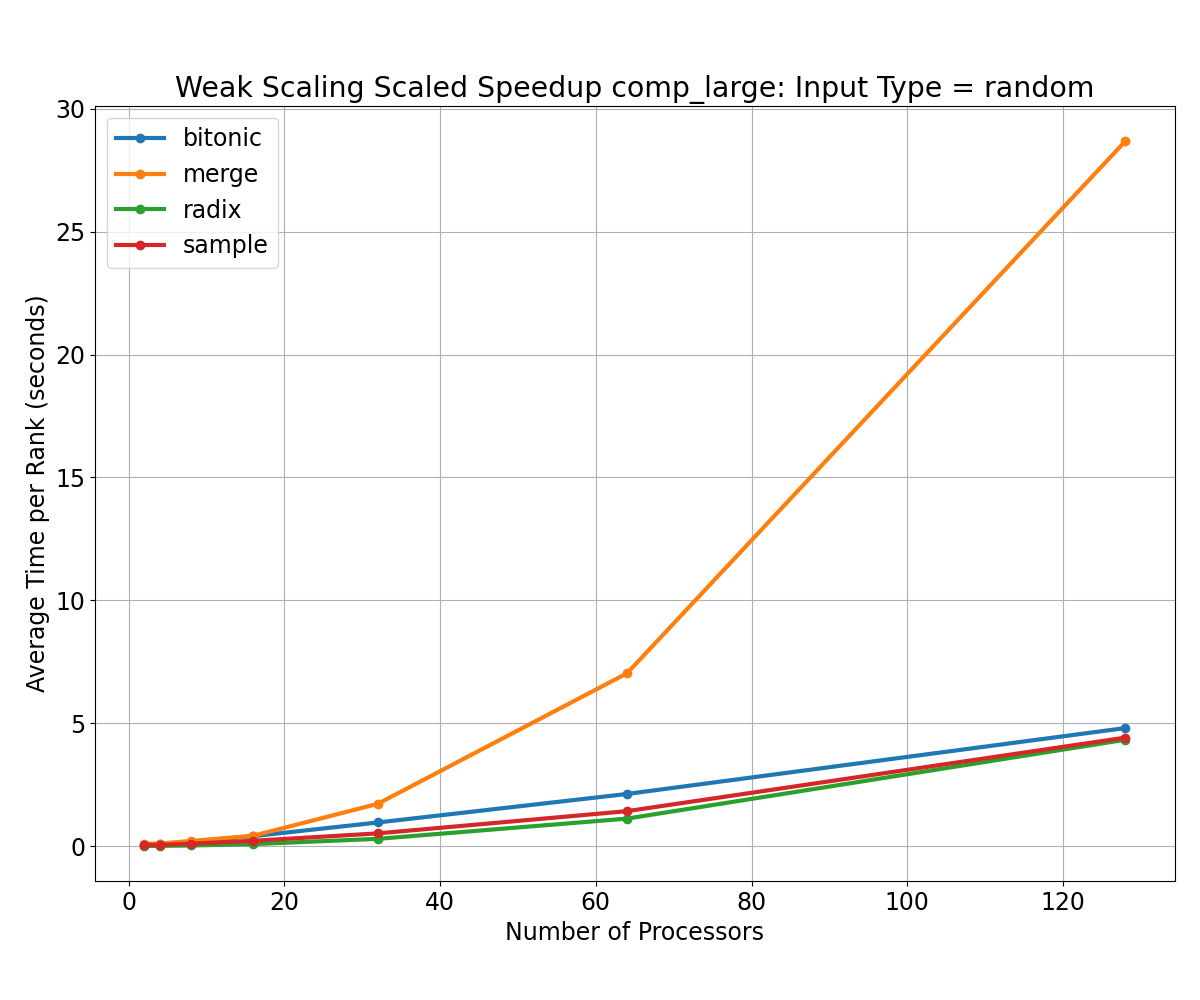 Weak Scaling Scaled Speedup comp_large: Input Type = random
bitonic
merge
radix
sample
Average Time per Rank (seconds)
30
25
20
15
10
5
0
0 20 40 60 80 100 120
Number of Processors